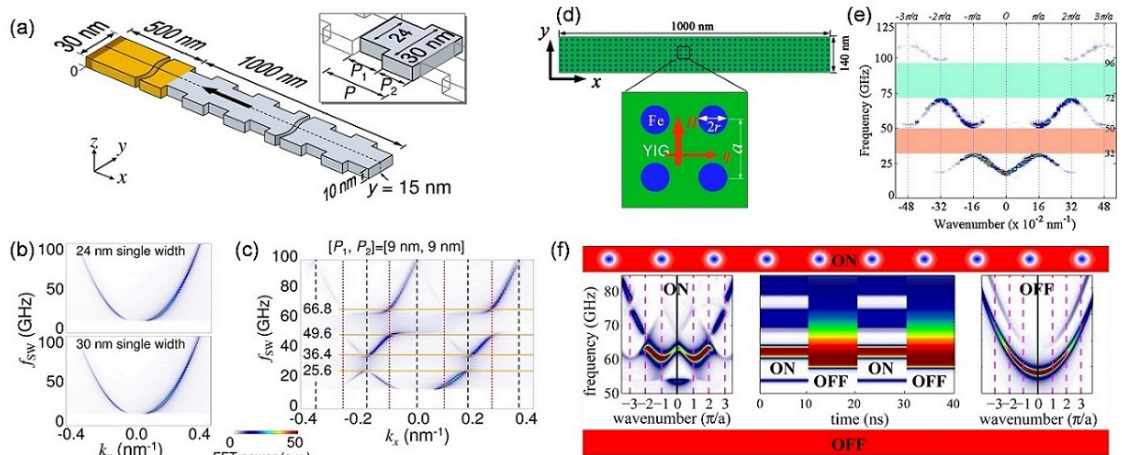 (a)
30 nm
500 nm
1000 nm
0
24
30 nm
P1
P2
P
z
y
x
10 nm
y = 15 nm
(b)
24 nm single width
100
50
0
30 nm single width
100
50
0
fSW (GHz)
-0.4 0.0 0.4
kx (nm-1)
(c)
[P1, P2]=[9 nm, 9 nm]
100
80
66.8
60
49.6
40
36.4
25.6
20
0
fSW (GHz)
-0.4 0.0 0.4
kx (nm-1)
0 50
(d)
1000 nm
140 nm
y
x
Fe
H
2r
YIG
q
a
(e)
-3π/a -2π/a -π/a 0 π/a 2π/a 3π/a
125
100
96
75
72
50
50
32
25
0
Frequency (GHz)
-48 -32 -16 0 16 32 48
Wavenumber (x 10-2 nm-1)
(f)
ON
80
70
60
50
frequency (GHz)
ON
-3 -2 -1 0 1 2 3
wavenumber (π/a)
ON
OFF
ON
OFF
0 10 20 30 40
time (ns)
OFF
-3 -2 -1 0 1 2 3
wavenumber (π/a)
OFF